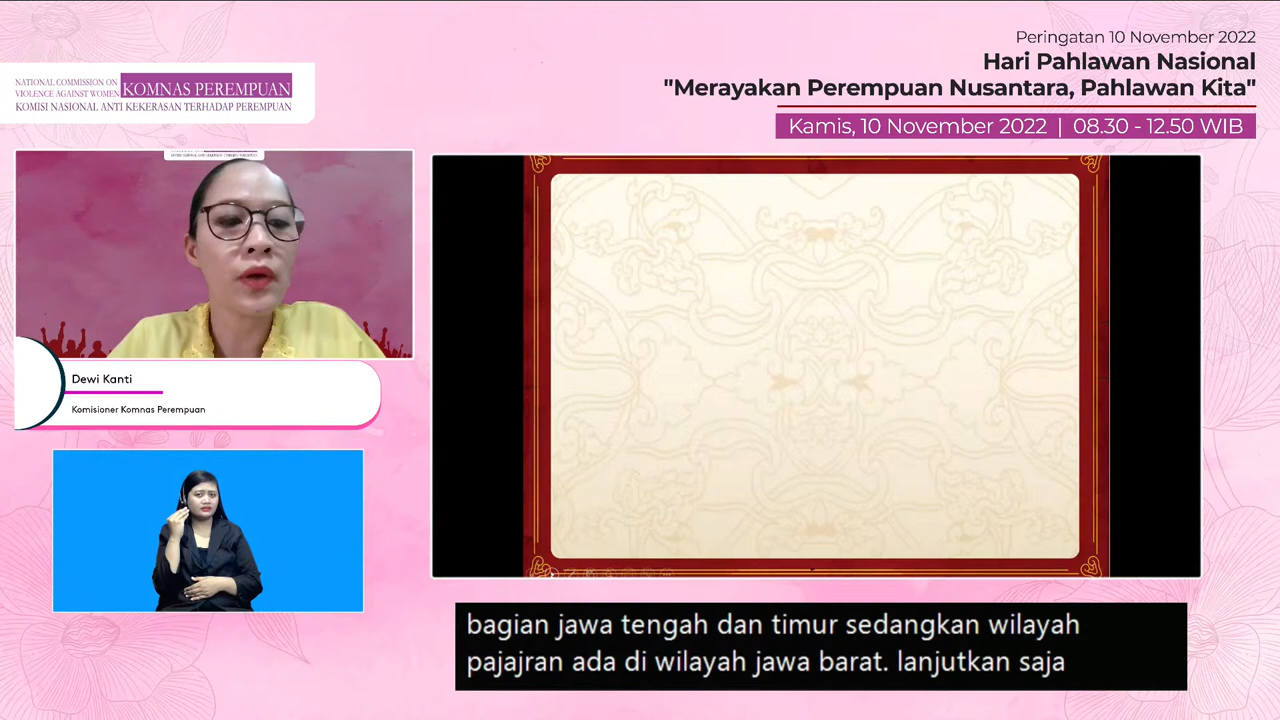 Peringatan 10 November 2022
Hari Pahlawan Nasional
"Merayakan Perempuan Nusantara, Pahlawan Kita"
Kamis, 10 November 2022 | 08.30 - 12.50 WIB
NATIONAL COMMISSION ON
VIOLENCE AGAINST WOMEN
KOMNAS PEREMPUAN
KOMISI NASIONAL ANTI KEKERASAN TERHADAP PEREMPUAN
Dewi Kanti
Komisioner Komnas Perempuan
bagian jawa tengah dan timur sedangkan wilayah
pajajran ada di wilayah jawa barat. lanjutkan saja